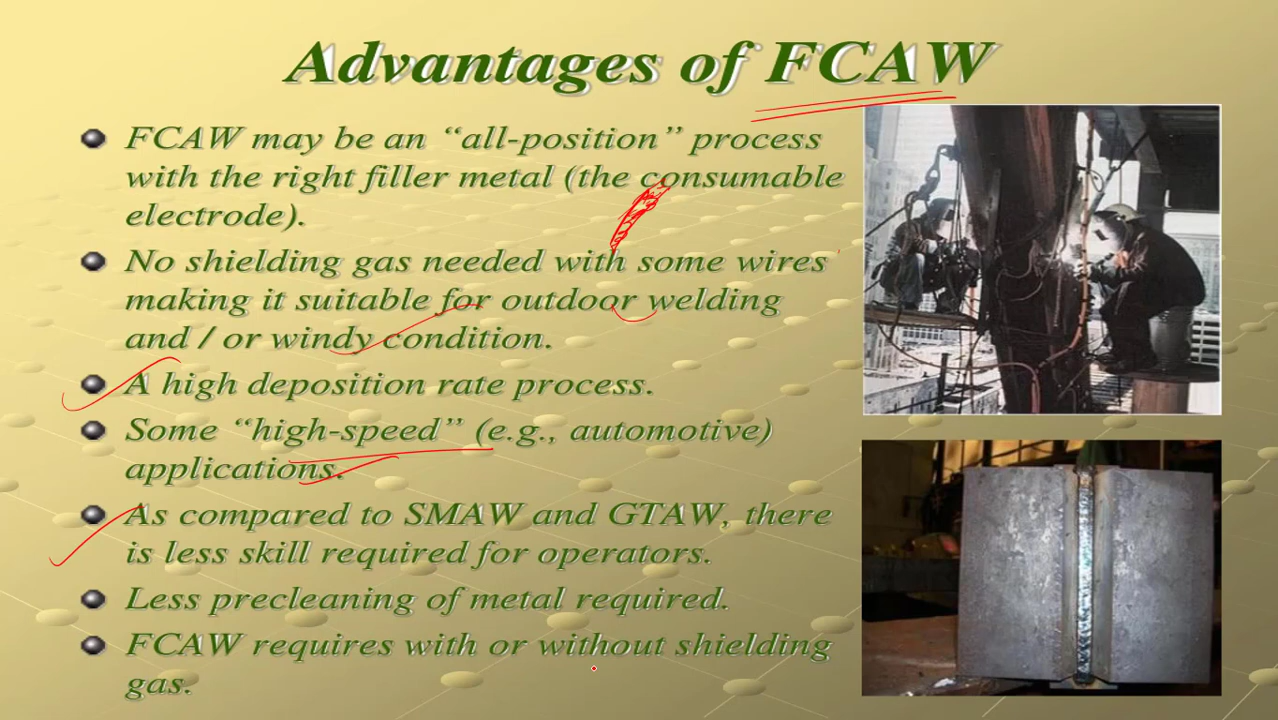 Advantages of FCAW
FCAW may be an “all-position” process
with the right filler metal (the consumable
electrode).
No shielding gas needed with some wires
making it suitable for outdoor welding
and / or windy condition.
A high deposition rate process.
Some “high-speed” (e.g., automotive)
applications.
As compared to SMAW and GTAW, there
is less skill required for operators.
Less precleaning of metal required.
FCAW requires with or without shielding
gas.